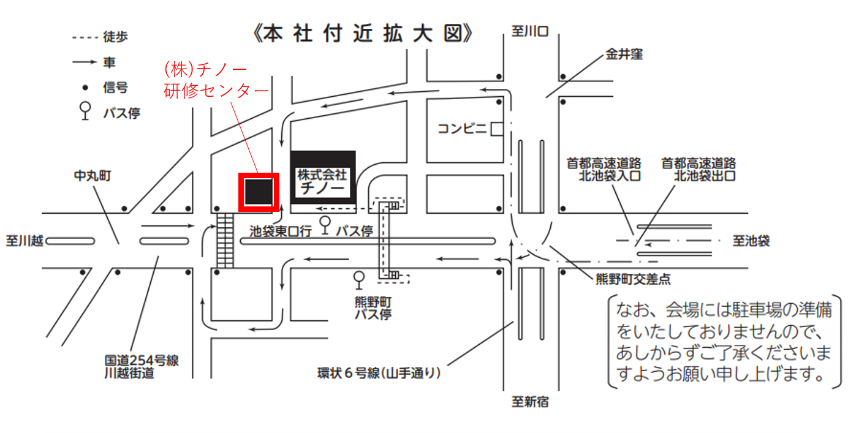 《本社付近拡大図》
徒歩
車
信号
バス停
(株)チノー
研修センター
至川口
金井窪
コンビニ
中丸町
株式会社
チノー
首都高速道路
北池袋入口
首都高速道路
北池袋出口
至川越
池袋東口行
バス停
至池袋
熊野町交差点
熊野町
バス停
国道254号線
川越街道
環状6号線(山手通り)
至新宿
なお、会場には駐車場の準備
をいたしておりませんので、
あしからずご了承くださいま
すようお願い申し上げます。